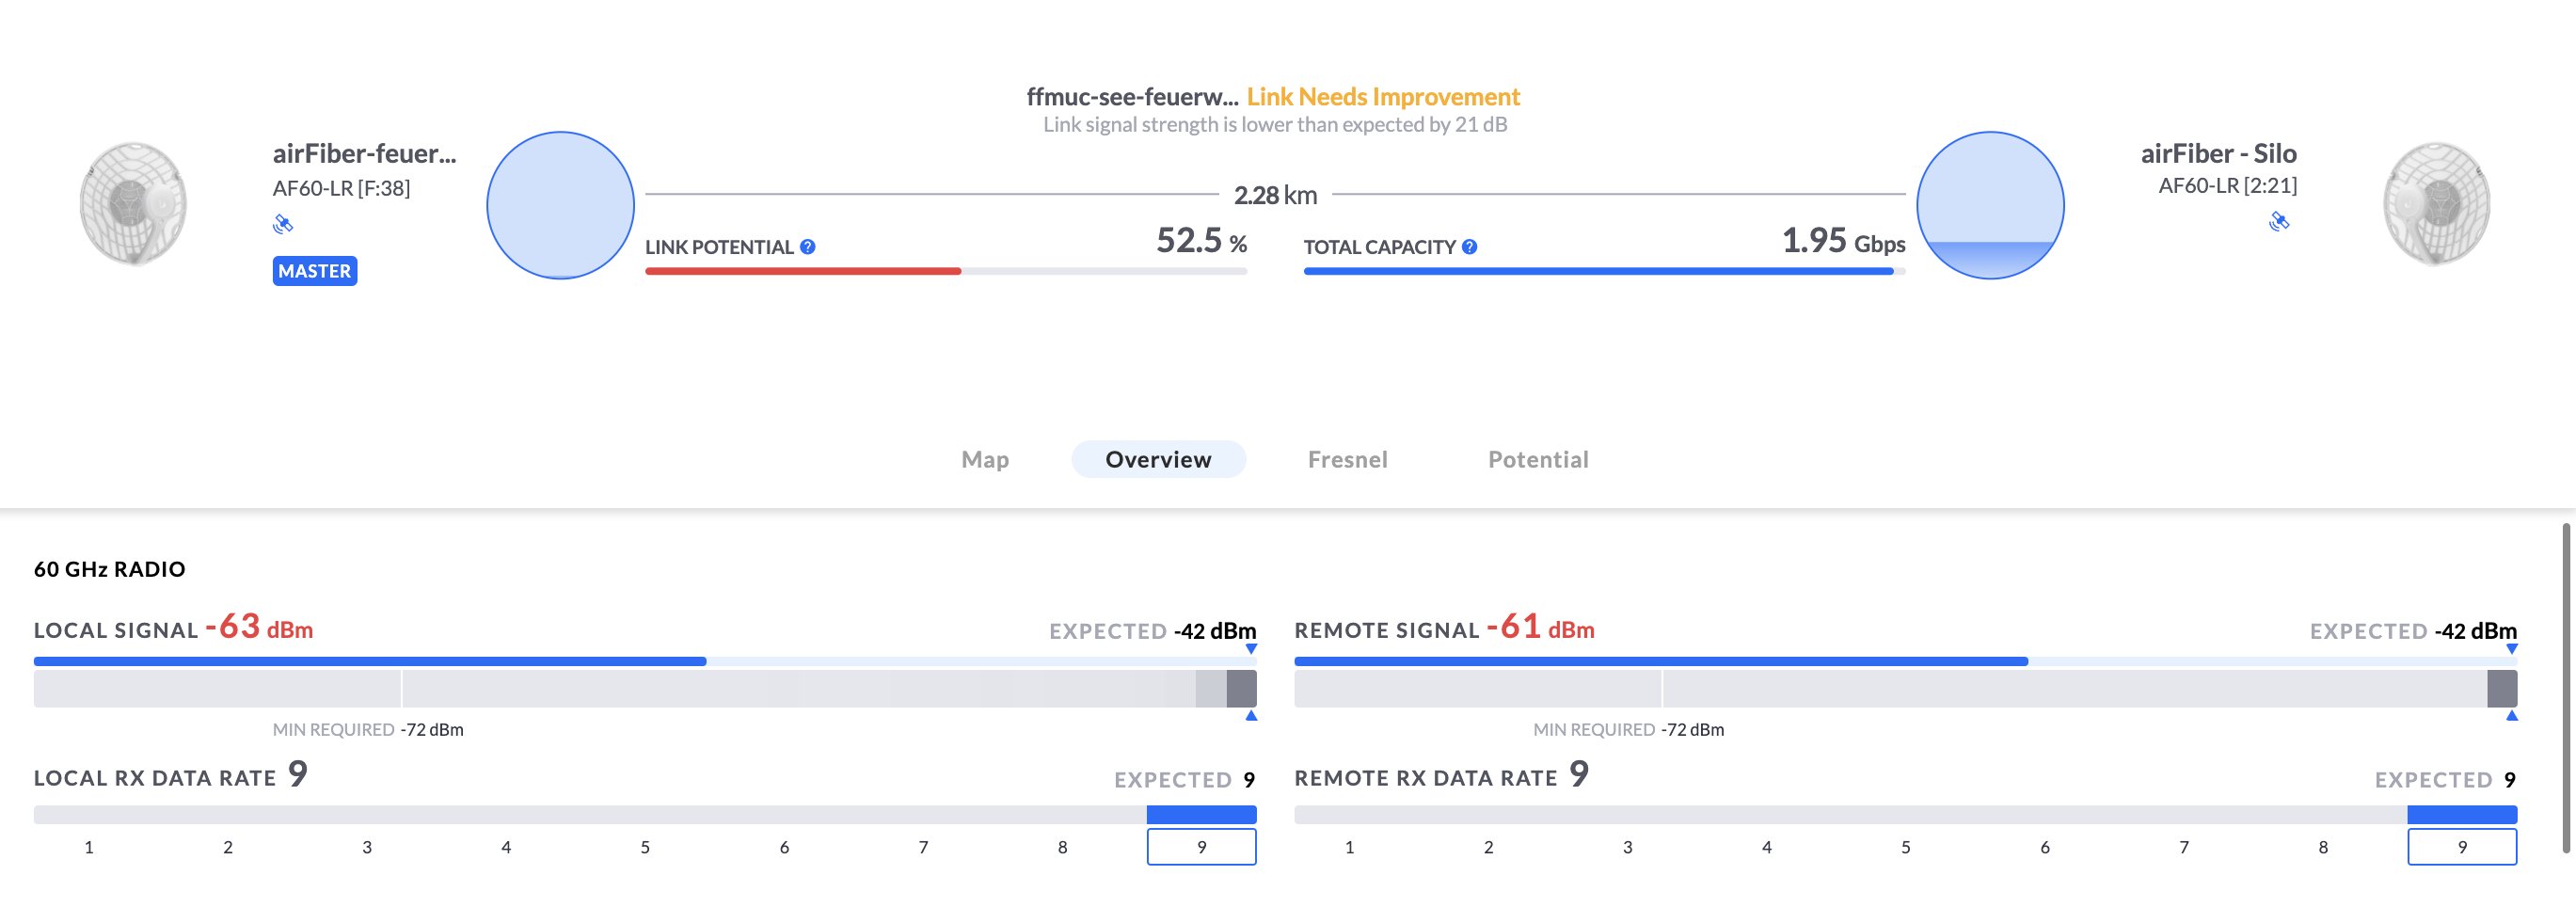 ffmuc-see-feuerw... Link Needs Improvement
Link signal strength is lower than expected by 21 dB
airFiber-feuer...
AF60-LR [F:38]
MASTER
2.28 km
LINK POTENTIAL ? 52.5 %
TOTAL CAPACITY ? 1.95 Gbps
airFiber - Silo
AF60-LR [2:21]
Map Overview Fresnel Potential
60 GHz RADIO
LOCAL SIGNAL -63 dBm EXPECTED -42 dBm
MIN REQUIRED -72 dBm
LOCAL RX DATA RATE 9 EXPECTED 9
1 2 3 4 5 6 7 8 9
REMOTE SIGNAL -61 dBm EXPECTED -42 dBm
MIN REQUIRED -72 dBm
REMOTE RX DATA RATE 9 EXPECTED 9
1 2 3 4 5 6 7 8 9